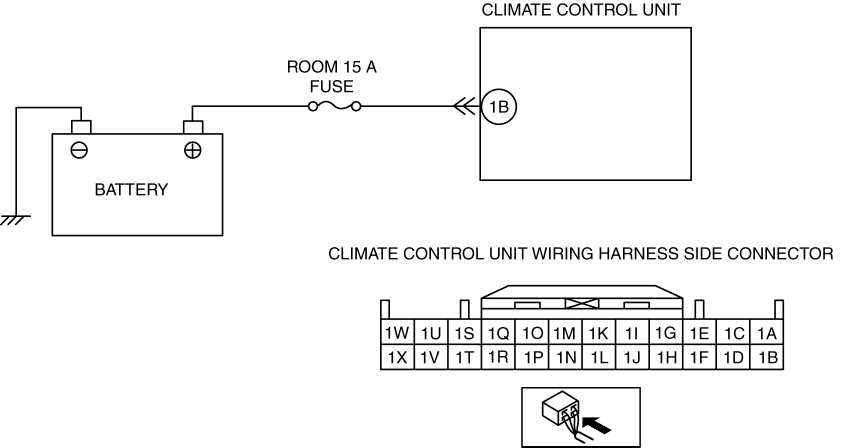 CLIMATE CONTROL UNIT
ROOM 15 A
FUSE
1B
BATTERY
CLIMATE CONTROL UNIT WIRING HARNESS SIDE CONNECTOR
1W 1U 1S 1Q 1O 1M 1K 1I 1G 1E 1C 1A
1X 1V 1T 1R 1P 1N 1L 1J 1H 1F 1D 1B